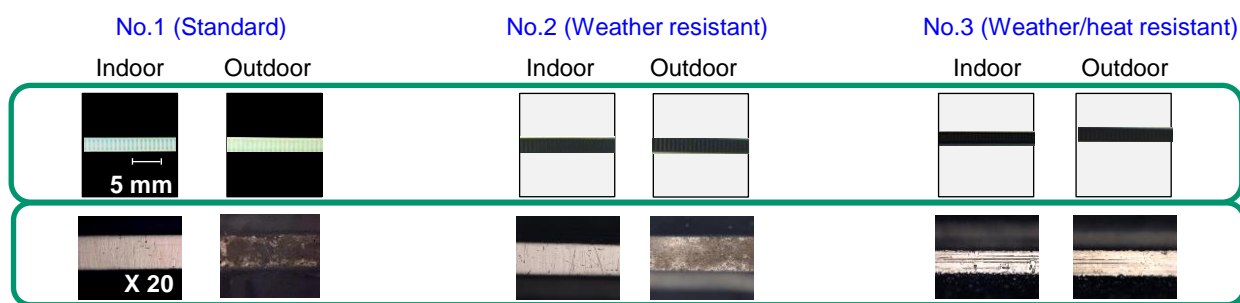 No.1 (Standard) No.2 (Weather resistant) No.3 (Weather/heat resistant)
Indoor Outdoor Indoor Outdoor Indoor Outdoor
5 mm
X 20